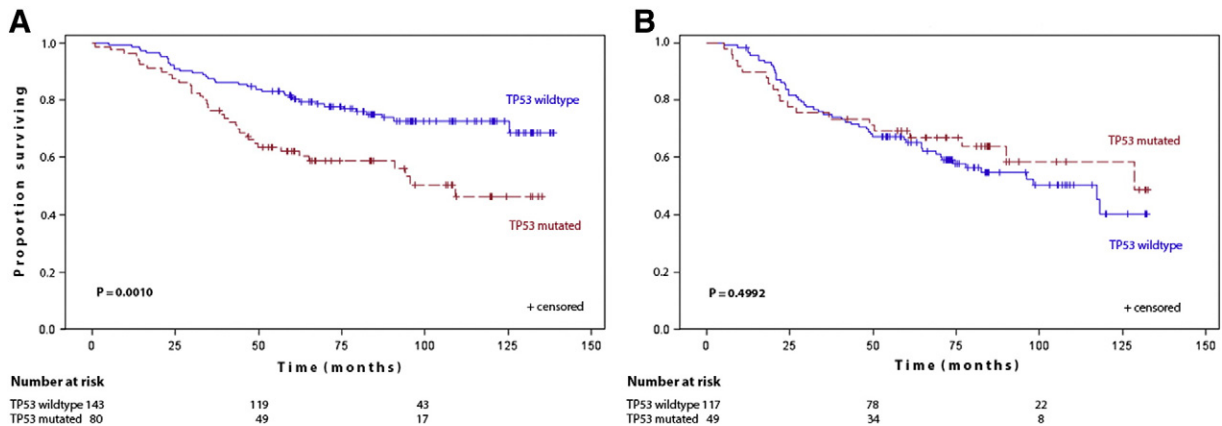 A
1.0
0.8
0.6
0.4
0.2
0.0
Proportion surviving
TP53 wildtype
TP53 mutated
P = 0.0010
+ censored
0 25 50 75 100 125 150
Time (months)
Number at risk
TP53 wildtype 143 119 43
TP53 mutated 80 49 17
B
1.0
0.8
0.6
0.4
0.2
0.0
TP53 mutated
TP53 wildtype
P = 0.4992
+ censored
0 25 50 75 100 125 150
Time (months)
Number at risk
TP53 wildtype 117 78 22
TP53 mutated 49 34 8